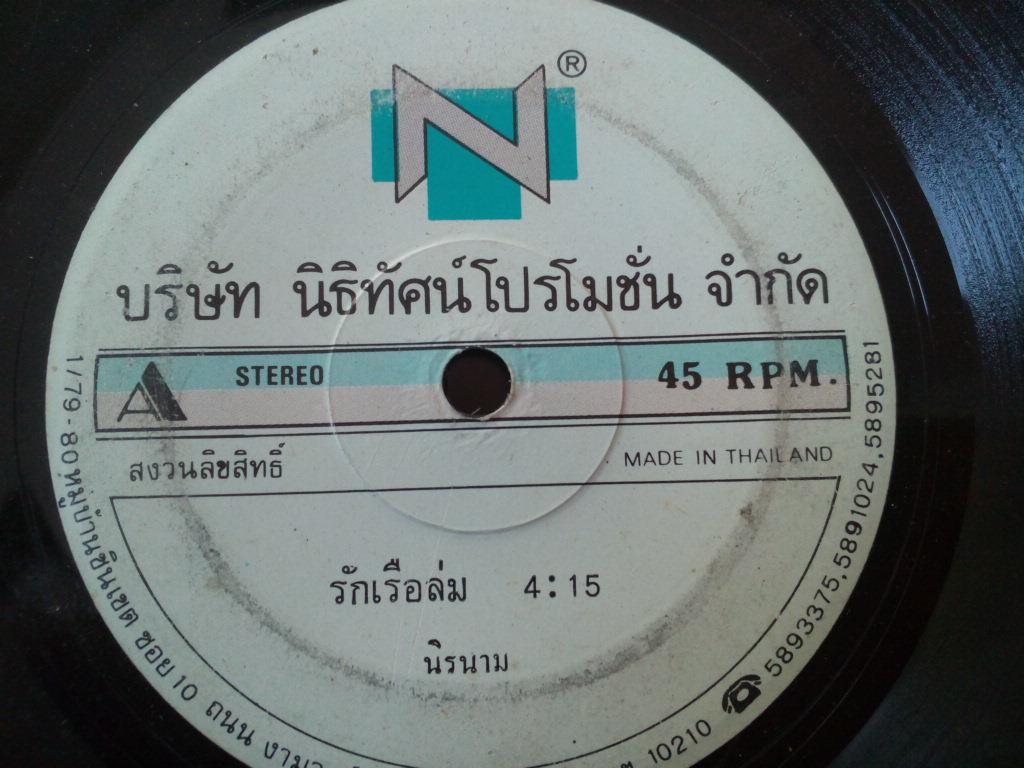 N ®
บริษัท นิธิทัศน์โปรโมชั่น จำกัด
A STEREO 45 RPM.
สงวนลิขสิทธิ์ MADE IN THAILAND
รักเรือล่ม 4:15
นิรนาม
1/79-80 หมู่บ้านชินเขต ซอย 10 ถนน 10210 ☎ 5893375,5891024,5895281